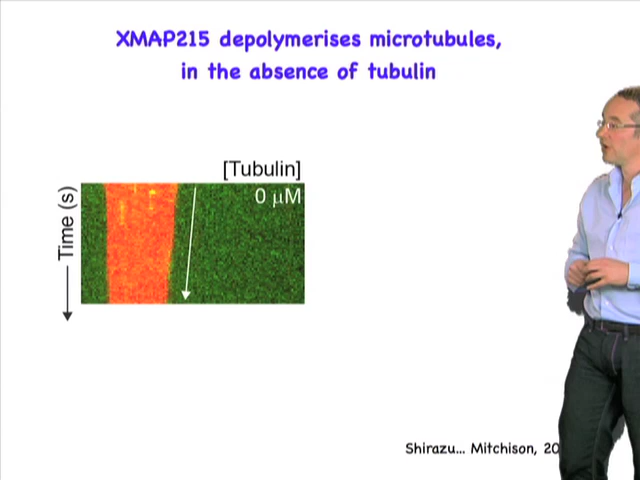 XMAP215 depolymerises microtubules,
in the absence of tubulin
[Tubulin]
0 μM
Time (s)
Shirazu... Mitchison, 20